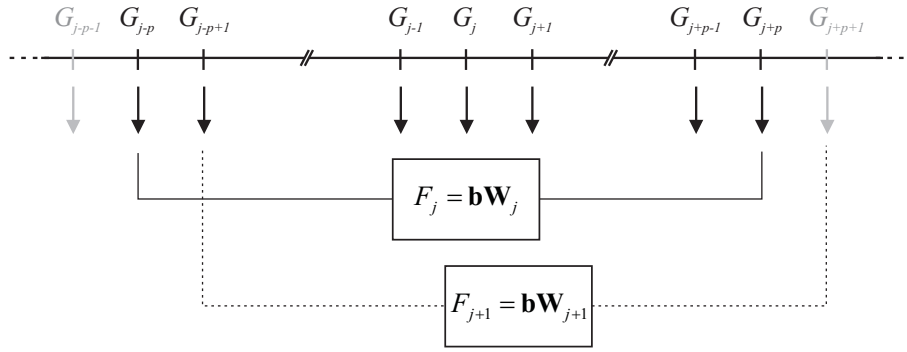 G_{j-p-1} G_{j-p} G_{j-p+1} G_{j-1} G_j G_{j+1} G_{j+p-1} G_{j+p} G_{j+p+1}
F_j = bW_j
F_{j+1} = bW_{j+1}